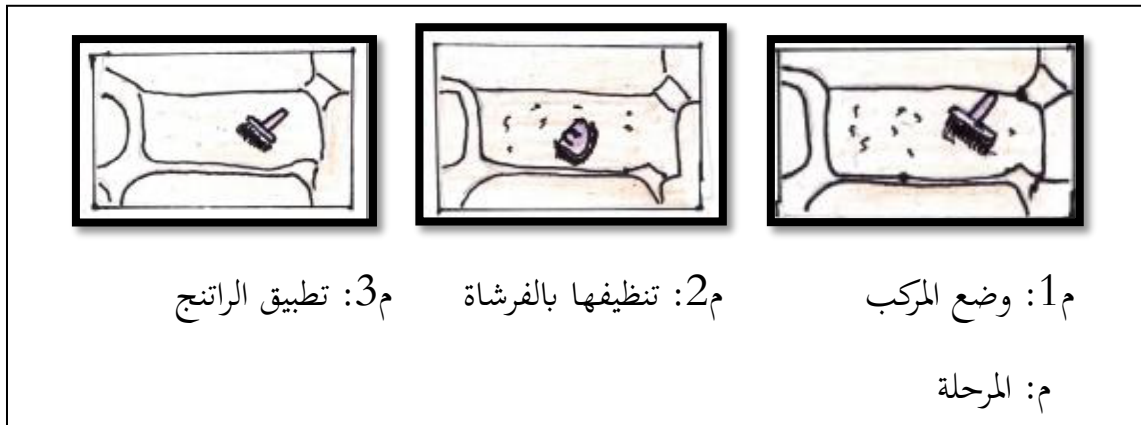 م1: وضع المركب م2: تنظيفها بالفرشاة م3: تطبيق الراتنج
م: المرحلة